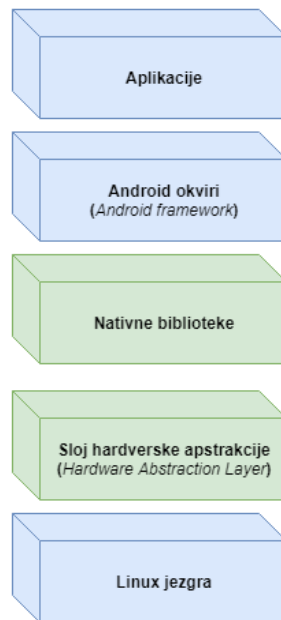 Aplikacije
Android okviri
(Android framework)
Nativne biblioteke
Sloj hardverske apstrakcije
(Hardware Abstraction Layer)
Linux jezgra